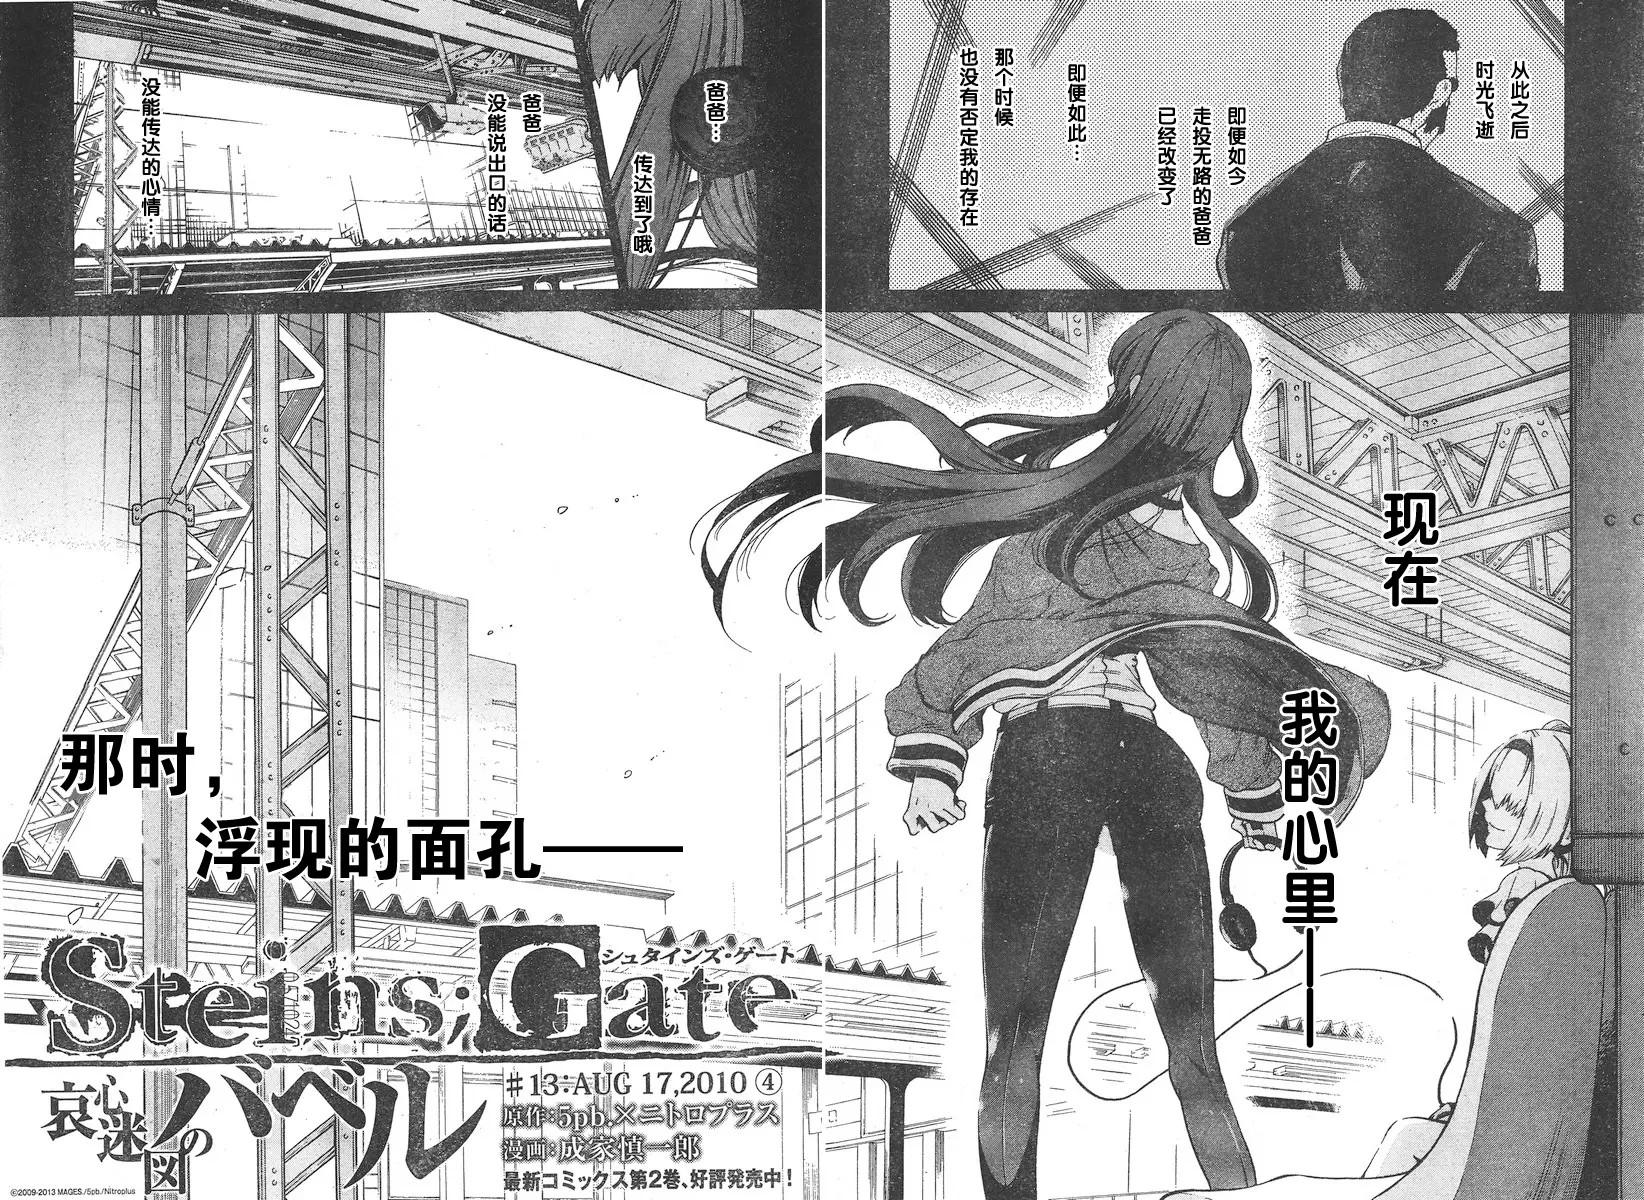 从此之后
时光飞逝
即便如今
走投无路的爸爸
已经改变了
即便如此…
那个时候
也没有否定我的存在
爸爸…
传达到了哦
爸爸
没能说出口的话
没能传达的心情…
现在
我的心里——
那时，
浮现的面孔——
シュタインズ・ゲート
Steins;Gate
哀心迷図のバベル
♯13:AUG 17,2010 ④
原作:5pb.×ニトロプラス
漫画:成家慎一郎
最新コミックス第2巻、好評発売中!
©2009-2013 MAGES./5pb./Nitroplus